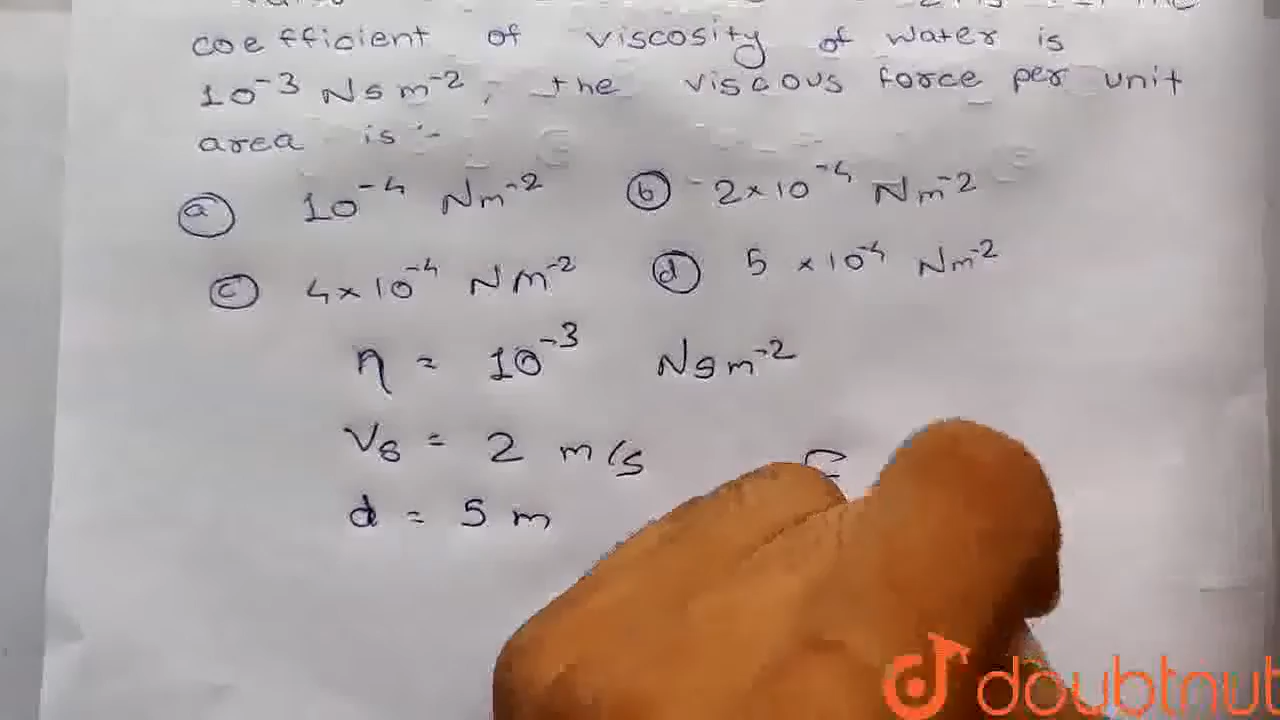 coefficient of viscosity of water is
10⁻³ Nsm⁻², the viscous force per unit
area is :-
(a) 10⁻⁴ Nm⁻² (b) 2×10⁻⁴ Nm⁻²
(c) 4×10⁻⁴ Nm⁻² (d) 5 ×10⁻⁴ Nm⁻²
η = 10⁻³ Nsm⁻²
Vs = 2 m/s
d = 5 m
doubtnut